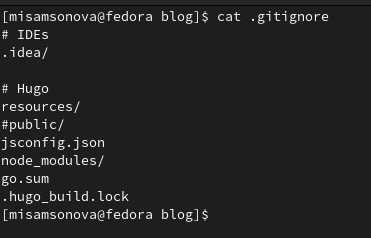 [misamsonova@fedora blog]$ cat .gitignore
# IDEs
.idea/

# Hugo
resources/
#public/
jsconfig.json
node_modules/
go.sum
.hugo_build.lock
[misamsonova@fedora blog]$